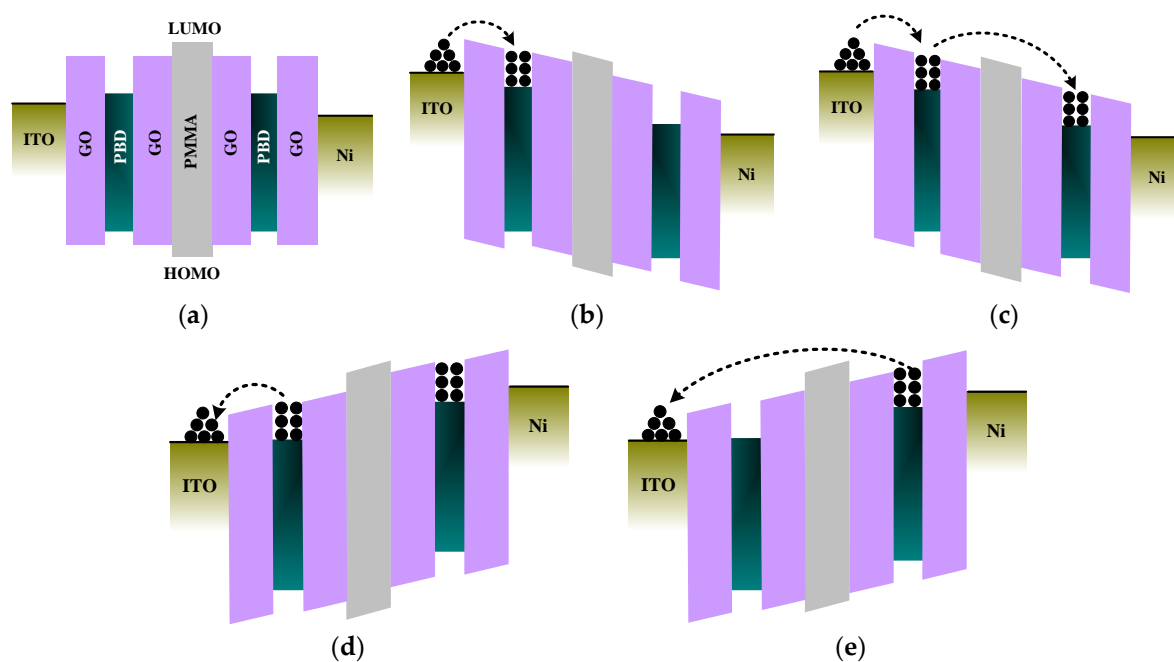 LUMO
ITO
GO
PBD
GO
PMMA
GO
PBD
GO
Ni
HOMO
(a)
ITO
Ni
(b)
ITO
Ni
(c)
ITO
Ni
(d)
ITO
Ni
(e)